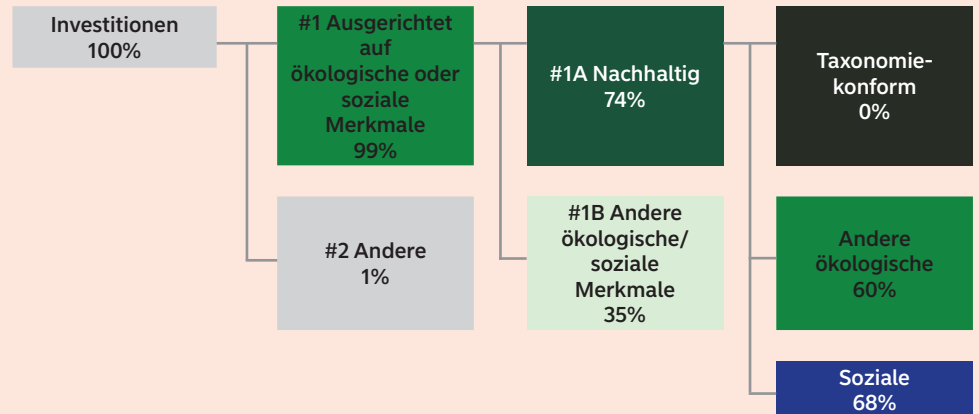 Investitionen
100%
#1 Ausgerichtet
auf
ökologische oder
soziale
Merkmale
99%
#1A Nachhaltig
74%
Taxonomie-
konform
0%
#2 Andere
1%
#1B Andere
ökologische/
soziale
Merkmale
35%
Andere
ökologische
60%
Soziale
68%